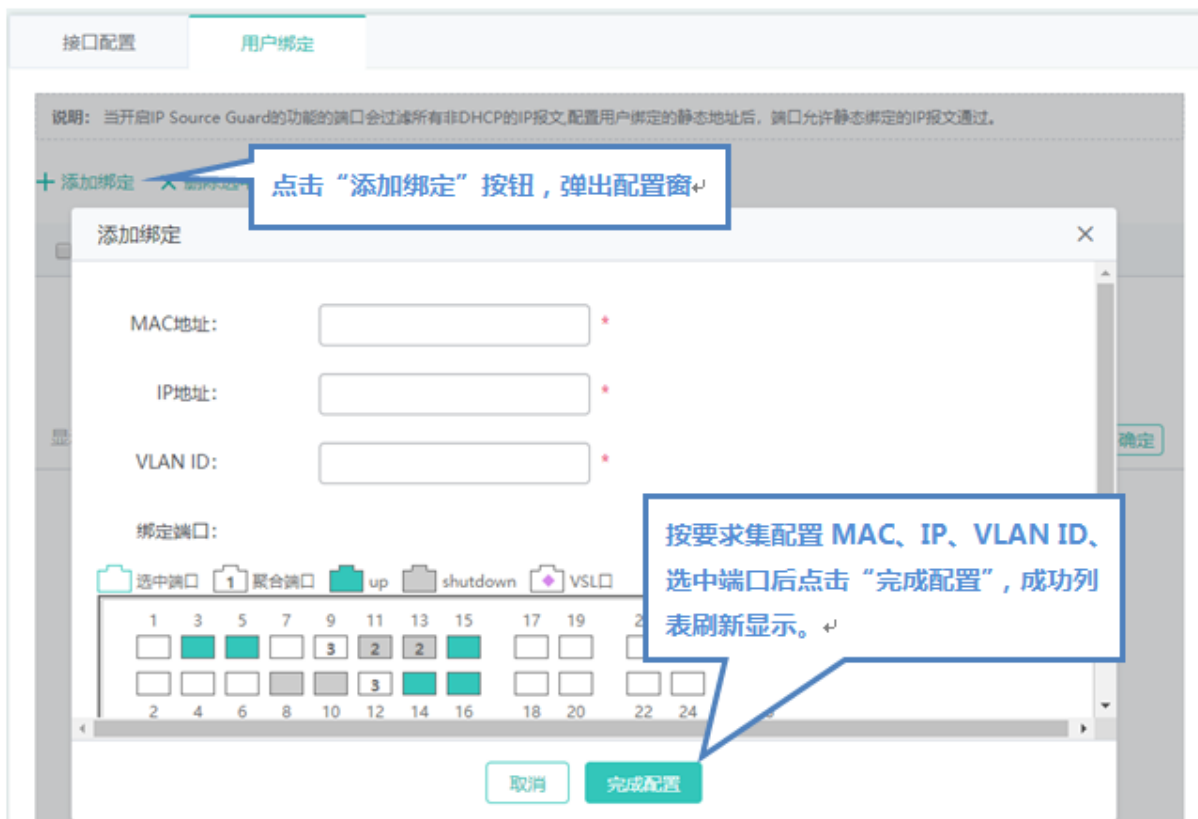 接口配置 用户绑定
说明： 当开启IP Source Guard的功能的端口会过滤所有非DHCP的IP报文,配置用户绑定的静态地址后，端口允许静态绑定的IP报文通过。
添加绑定
点击“添加绑定”按钮，弹出配置窗
添加绑定
MAC地址: *
IP地址: *
VLAN ID: *
确定
绑定端口:
按要求集配置 MAC、IP、VLAN ID、
选中端口后点击“完成配置”，成功列
表刷新显示。
选中端口 1 聚合端口 up shutdown VSL口
1 3 5 7 9 11 13 15 17 19
3 2 2
3
2 4 6 8 10 12 14 16 18 20 22 24
取消 完成配置